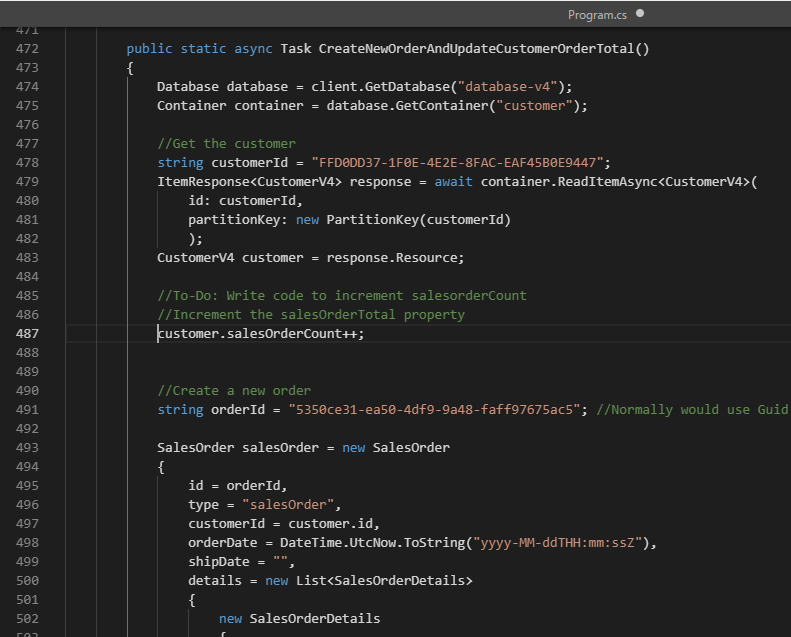 Program.cs
471
472 public static async Task CreateNewOrderAndUpdateCustomerOrderTotal()
473 {
474 Database database = client.GetDatabase("database-v4");
475 Container container = database.GetContainer("customer");
476
477 //Get the customer
478 string customerId = "FFD0DD37-1F0E-4E2E-8FAC-EAF45B0E9447";
479 ItemResponse<CustomerV4> response = await container.ReadItemAsync<CustomerV4>(
480 id: customerId,
481 partitionKey: new PartitionKey(customerId)
482 );
483 CustomerV4 customer = response.Resource;
484
485 //To-Do: Write code to increment salesorderCount
486 //Increment the salesOrderTotal property
487 customer.salesOrderCount++;
488
489
490 //Create a new order
491 string orderId = "5350ce31-ea50-4df9-9a48-faff97675ac5"; //Normally would use Guid
492
493 SalesOrder salesOrder = new SalesOrder
494 {
495 id = orderId,
496 type = "salesOrder",
497 customerId = customer.id,
498 orderDate = DateTime.UtcNow.ToString("yyyy-MM-ddTHH:mm:ssZ"),
499 shipDate = "",
500 details = new List<SalesOrderDetails>
501 {
502 new SalesOrderDetails
503 {